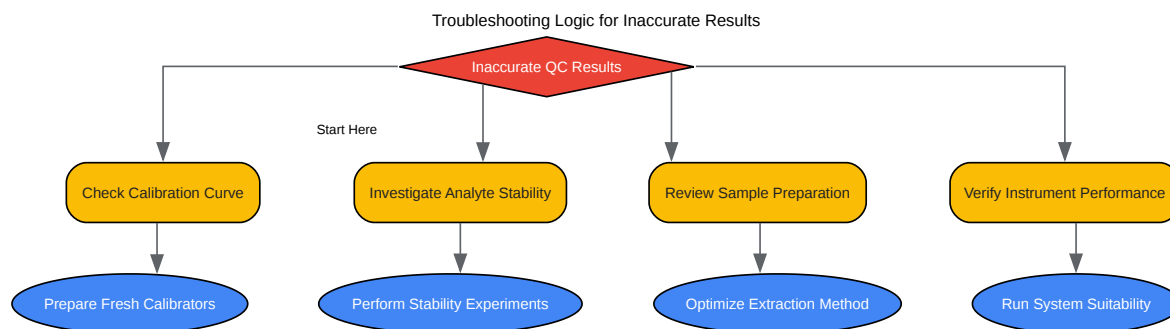 Troubleshooting Logic for Inaccurate Results
Inaccurate QC Results
Start Here
Check Calibration Curve
Investigate Analyte Stability
Review Sample Preparation
Verify Instrument Performance
Prepare Fresh Calibrators
Perform Stability Experiments
Optimize Extraction Method
Run System Suitability